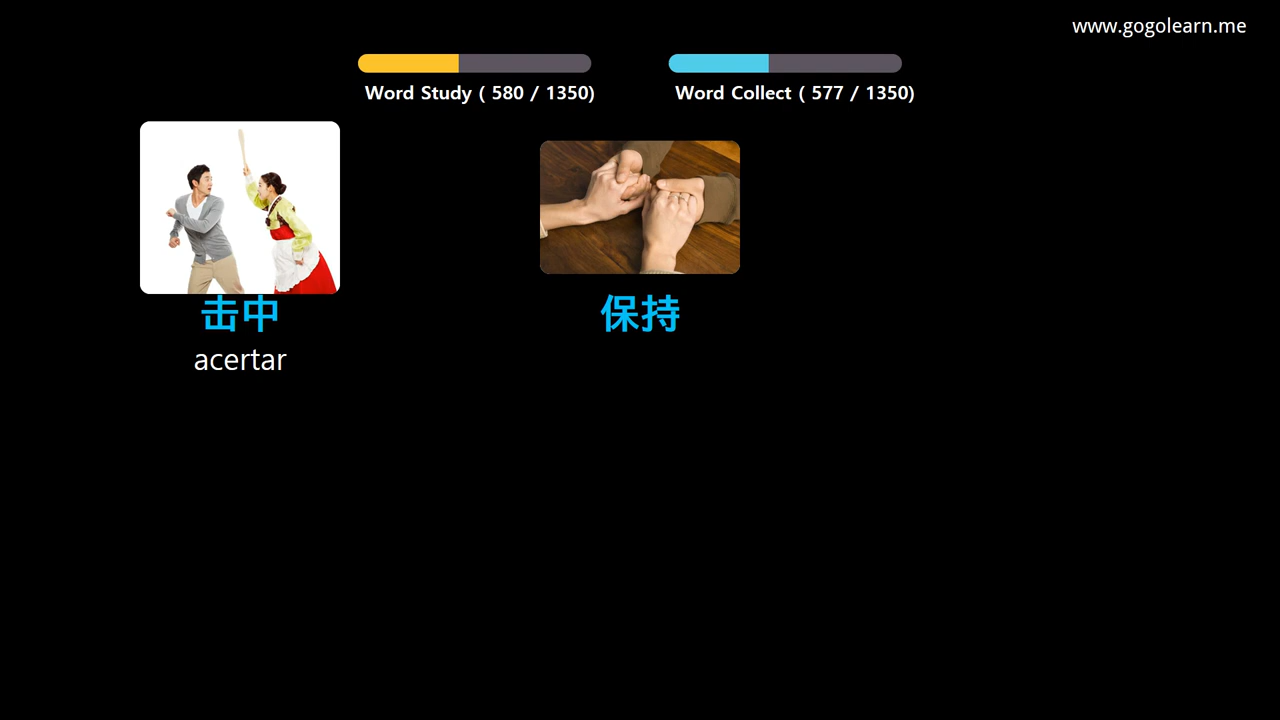 www.gogolearn.me
Word Study ( 580 / 1350)
Word Collect ( 577 / 1350)
击中
保持
acertar